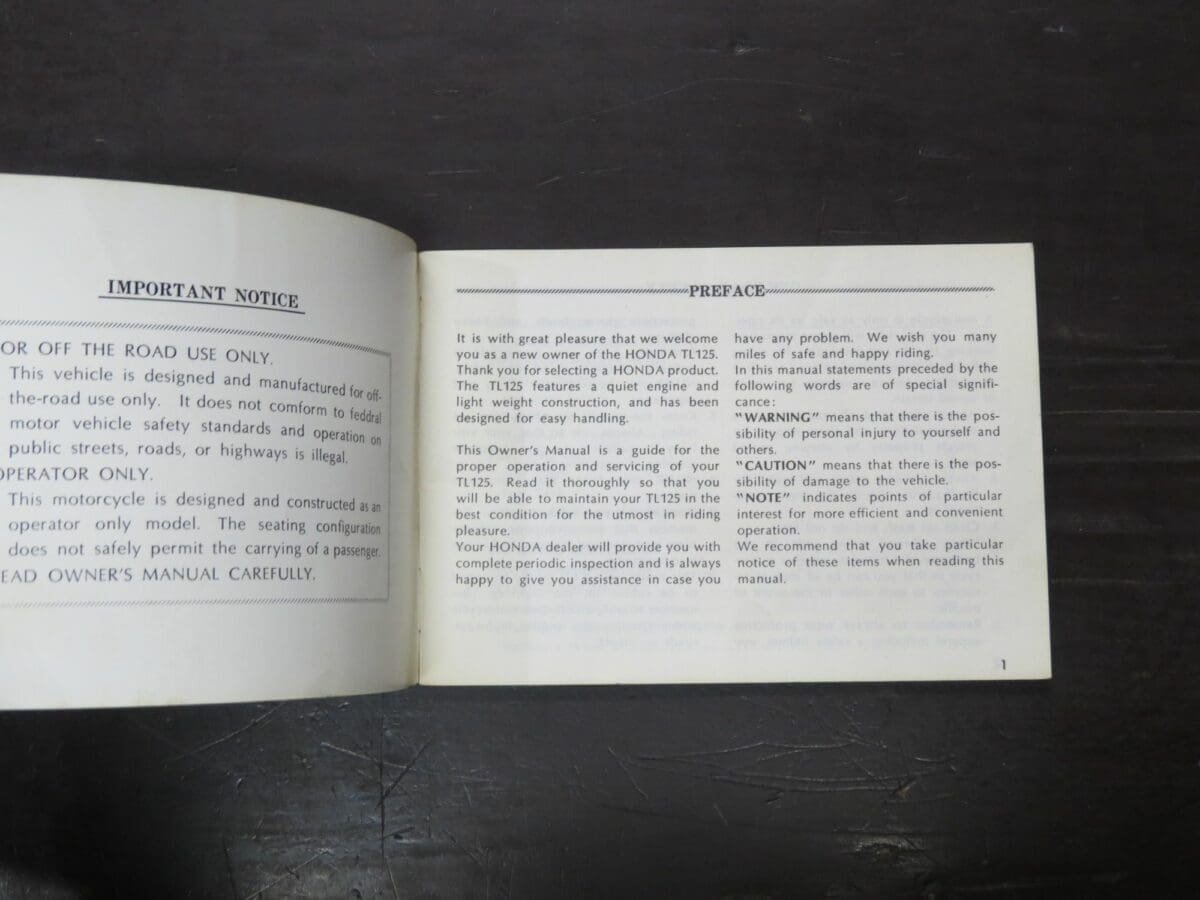 IMPORTANT NOTICE
OR OFF THE ROAD USE ONLY.
This vehicle is designed and manufactured for off-
the-road use only. It does not comform to feddral
motor vehicle safety standards and operation on
public streets, roads, or highways is illegal.
OPERATOR ONLY.
This motorcycle is designed and constructed as an
operator only model. The seating configuration
does not safely permit the carrying of a passenger.
EAD OWNER'S MANUAL CAREFULLY.
PREFACE
It is with great pleasure that we welcome
you as a new owner of the HONDA TL125.
Thank you for selecting a HONDA product.
The TL125 features a quiet engine and
light weight construction, and has been
designed for easy handling.
This Owner's Manual is a guide for the
proper operation and servicing of your
TL125. Read it thoroughly so that you
will be able to maintain your TL125 in the
best condition for the utmost in riding
pleasure.
Your HONDA dealer will provide you with
complete periodic inspection and is always
happy to give you assistance in case you
have any problem. We wish you many
miles of safe and happy riding.
In this manual statements preceded by the
following words are of special signifi-
cance:
"WARNING" means that there is the pos-
sibility of personal injury to yourself and
others.
"CAUTION" means that there is the pos-
sibility of damage to the vehicle.
"NOTE" indicates points of particular
interest for more efficient and convenient
operation.
We recommend that you take particular
notice of these items when reading this
manual.
1